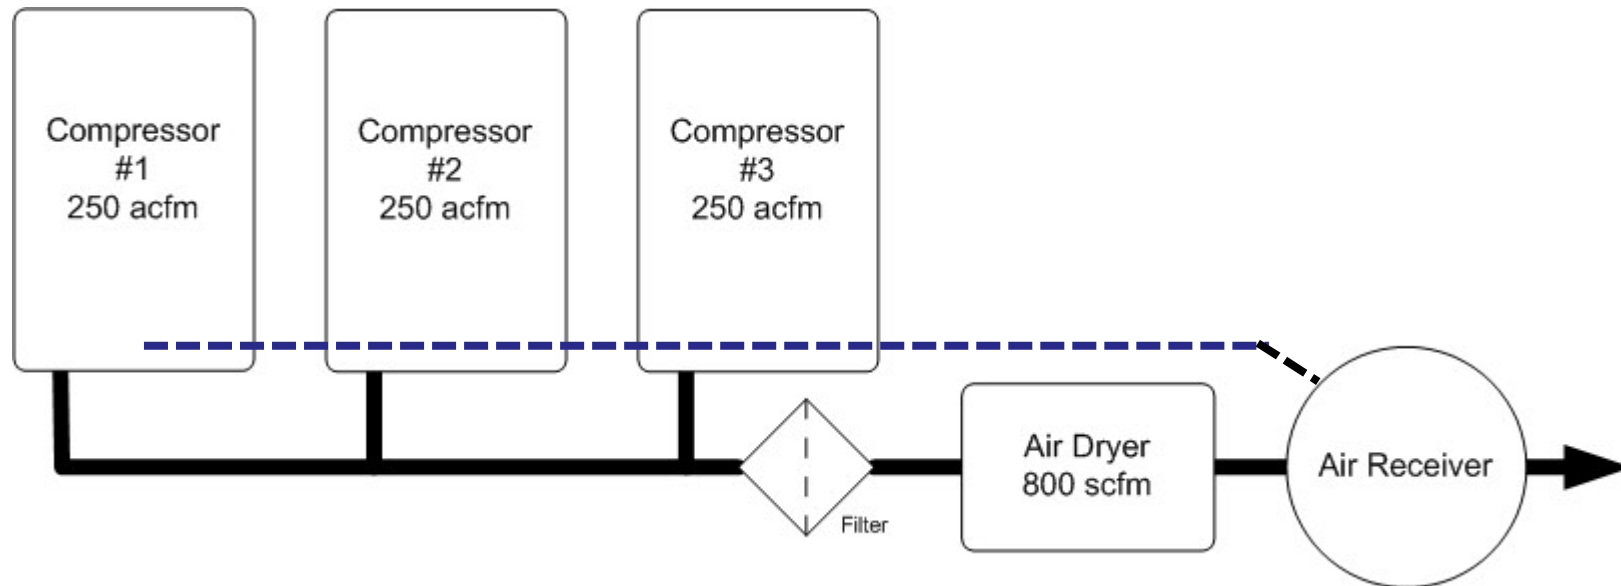 Compressor
#1
250 acfm
Compressor
#2
250 acfm
Compressor
#3
250 acfm
Filter
Air Dryer
800 scfm
Air Receiver